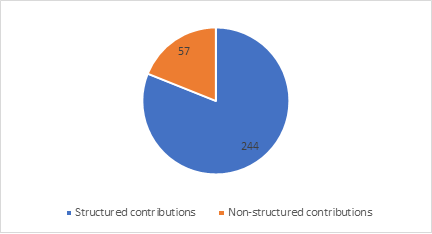 57
244
Structured contributions
Non-structured contributions